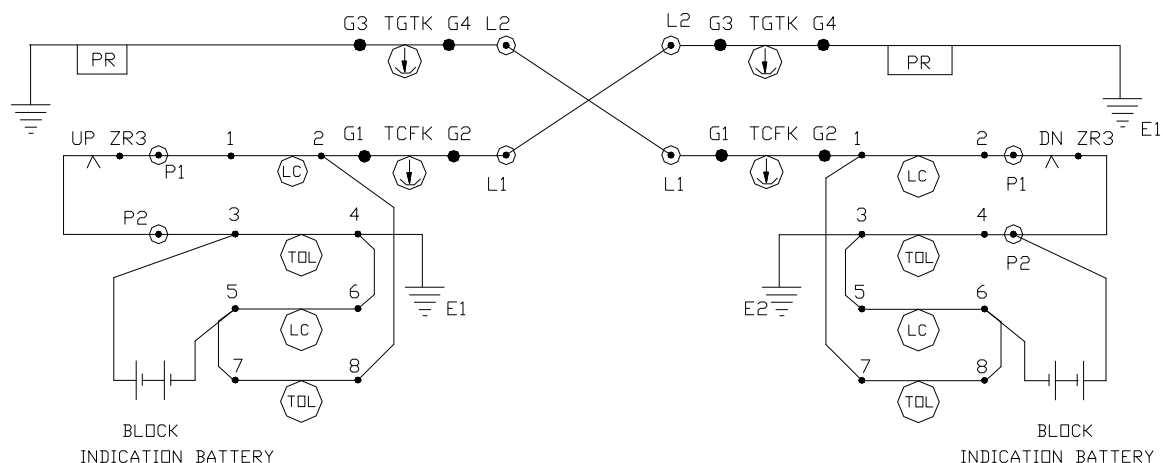 G3 TGTK G4 L2 L2 G3 TGTK G4
PR PR
E1
UP ZR3 1 2 G1 TCFK G2 G1 TCFK G2 1 2 DN ZR3
P1 LC L1 L1 LC P1
P2 3 4 3 4
TOL TOL P2
5 6 E1 E2 5 6
LC LC
7 8 7 8
TOL TOL
BLOCK BLOCK
INDICATION BATTERY INDICATION BATTERY